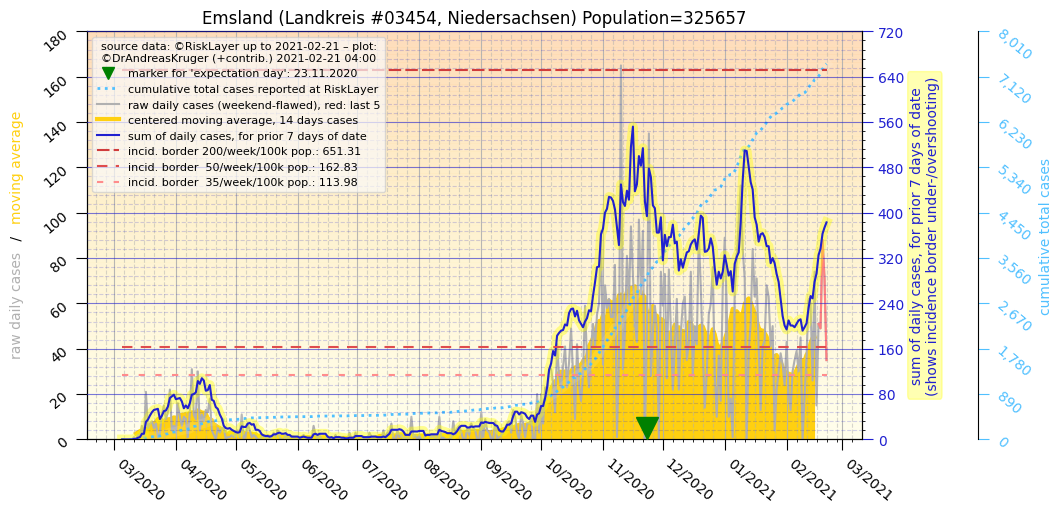 Emsland (Landkreis #03454, Niedersachsen) Population=325657
source data: ©RiskLayer up to 2021-02-21 – plot:
©DrAndreasKruger (+contrib.) 2021-02-21 04:00
marker for 'expectation day': 23.11.2020
cumulative total cases reported at RiskLayer
raw daily cases (weekend-flawed), red: last 5
centered moving average, 14 days cases
sum of daily cases, for prior 7 days of date
incid. border 200/week/100k pop.: 651.31
incid. border  50/week/100k pop.: 162.83
incid. border  35/week/100k pop.: 113.98
raw daily cases / moving average
180
160
140
120
100
80
60
40
20
0
03/2020
04/2020
05/2020
06/2020
07/2020
08/2020
09/2020
10/2020
11/2020
12/2020
01/2021
02/2021
03/2021
720
640
560
480
400
320
240
160
80
0
sum of daily cases, for prior 7 days of date
(shows incidence border under-/overshooting)
8,010
7,120
6,230
5,340
4,450
3,560
2,670
1,780
890
0
cumulative total cases